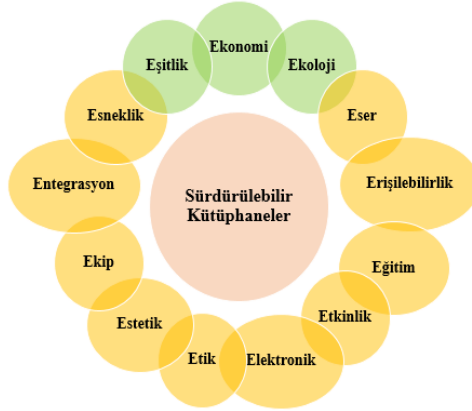 Ekonomi
Eşitlik
Ekoloji
Esneklik
Eser
Entegrasyon
Erişilebilirlik
Sürdürülebilir
Kütüphaneler
Ekip
Eğitim
Estetik
Etkinlik
Etik
Elektronik